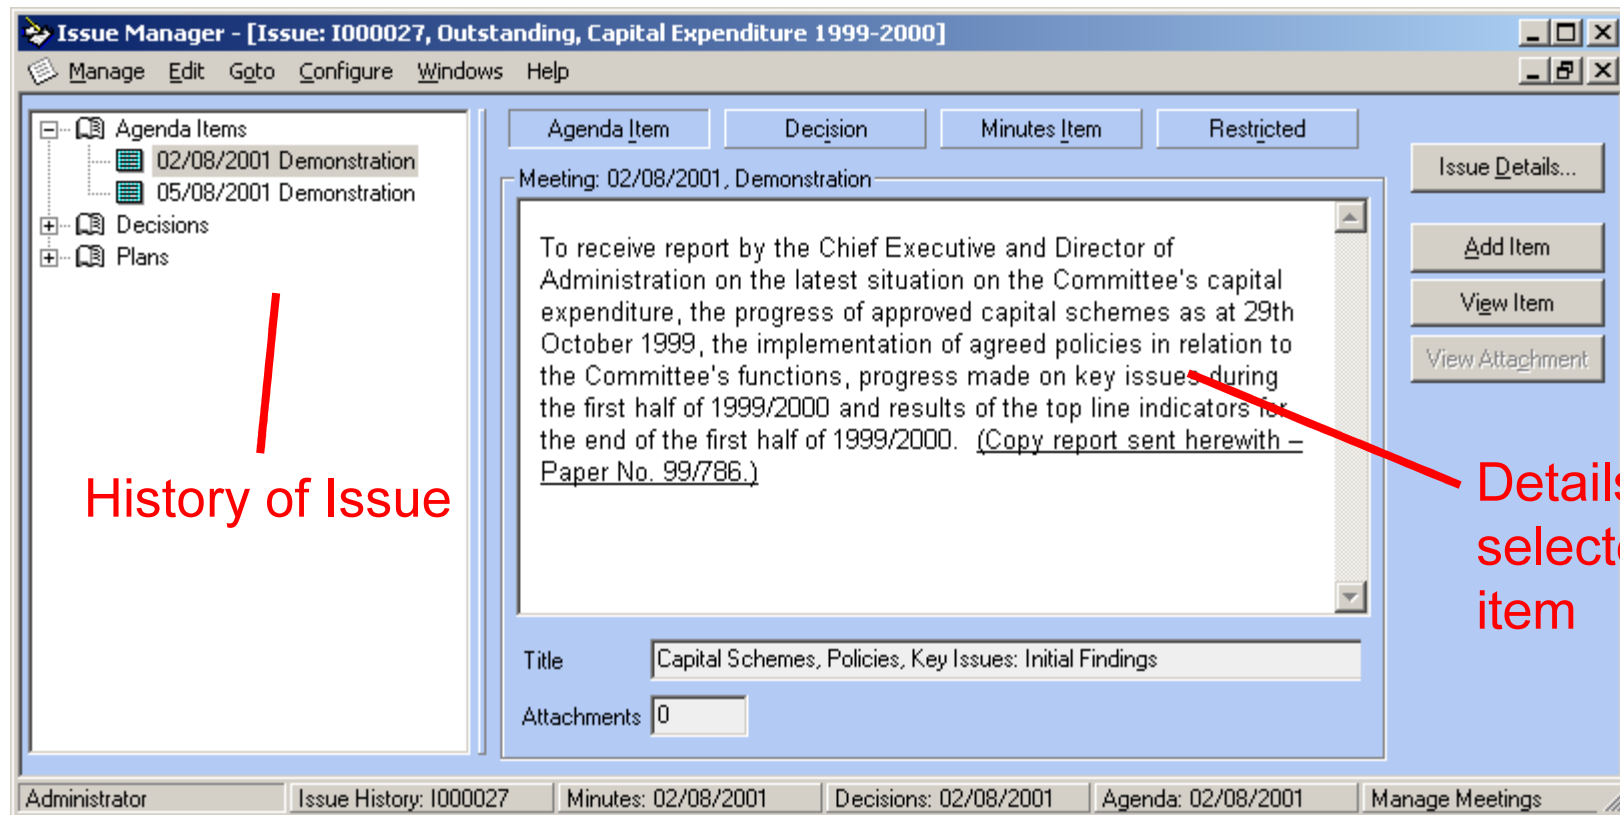 Issue Manager - [Issue: I000027, Outstanding, Capital Expenditure 1999-2000]
Manage Edit Goto Configure Windows Help
Agenda Items
02/08/2001 Demonstration
05/08/2001 Demonstration
Decisions
Plans
History of Issue
Agenda Item Decision Minutes Item Restricted
Meeting: 02/08/2001, Demonstration
To receive report by the Chief Executive and Director of
Administration on the latest situation on the Committee's capital
expenditure, the progress of approved capital schemes as at 29th
October 1999, the implementation of agreed policies in relation to
the Committee's functions, progress made on key issues during
the first half of 1999/2000 and results of the top line indicators for
the end of the first half of 1999/2000. (Copy report sent herewith –
Paper No. 99/786.)
Title Capital Schemes, Policies, Key Issues: Initial Findings
Attachments 0
Issue Details...
Add Item
View Item
View Attachment
Details
item
Administrator Issue History: I000027 Minutes: 02/08/2001 Decisions: 02/08/2001 Agenda: 02/08/2001 Manage Meetings